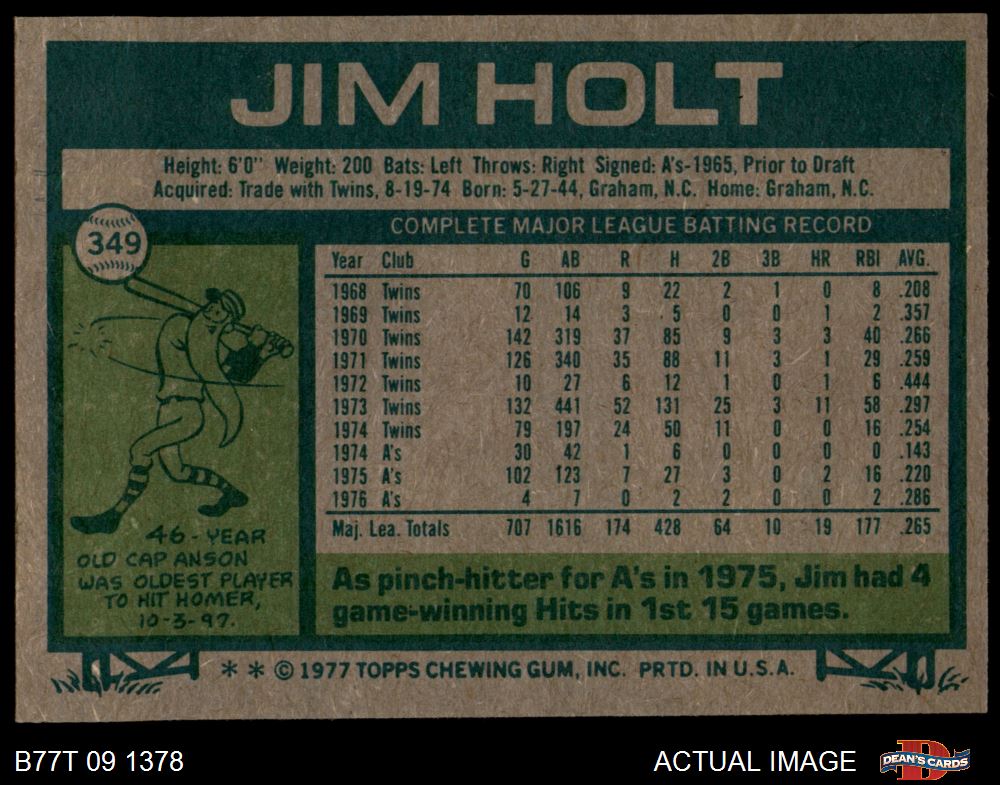 JIM HOLT
Height: 6'0" Weight: 200 Bats: Left Throws: Right Signed: A's-1965, Prior to Draft
Acquired: Trade with Twins, 8-19-74 Born: 5-27-44, Graham, N.C. Home: Graham, N.C.
349
COMPLETE MAJOR LEAGUE BATTING RECORD
Year Club G AB R H 2B 3B HR RBI AVG.
1968 Twins 70 106 9 22 2 1 0 8 .208
1969 Twins 12 14 3 5 0 0 1 2 .357
1970 Twins 142 319 37 85 9 3 3 40 .266
1971 Twins 126 340 35 88 11 3 1 29 .259
1972 Twins 10 27 6 12 1 0 1 6 .444
1973 Twins 132 441 52 131 25 3 11 58 .297
1974 Twins 79 197 24 50 11 0 0 16 .254
1974 A's 30 42 1 6 0 0 0 0 .143
1975 A's 102 123 7 27 3 0 2 16 .220
1976 A's 4 7 0 2 2 0 0 2 .286
Maj. Lea. Totals 707 1616 174 428 64 10 19 177 .265
46-YEAR
OLD CAP ANSON
WAS OLDEST PLAYER
TO HIT HOMER,
10-3-97.
As pinch-hitter for A's in 1975, Jim had 4
game-winning Hits in 1st 15 games.
* * © 1977 TOPPS CHEWING GUM, INC. PRTD. IN U.S.A.
B77T 09 1378
ACTUAL IMAGE
DEAN'S CARDS